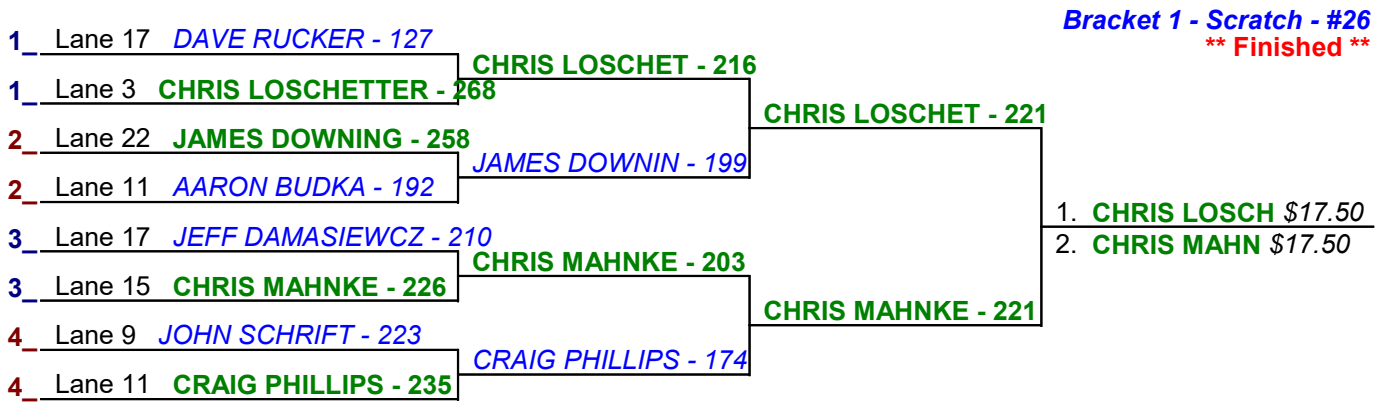 Bracket 1 - Scratch - #26
** Finished **
1_ Lane 17 DAVE RUCKER - 127
1_ Lane 3 CHRIS LOSCHETTER - 268
2_ Lane 22 JAMES DOWNING - 258
2_ Lane 11 AARON BUDKA - 192
3_ Lane 17 JEFF DAMASIEWCZ - 210
3_ Lane 15 CHRIS MAHNKE - 226
4_ Lane 9 JOHN SCHRIFT - 223
4_ Lane 11 CRAIG PHILLIPS - 235
CHRIS LOSCHET - 216
JAMES DOWNIN - 199
CHRIS MAHNKE - 203
CRAIG PHILLIPS - 174
CHRIS LOSCHET - 221
CHRIS MAHNKE - 221
1. CHRIS LOSCH $17.50
2. CHRIS MAHN $17.50